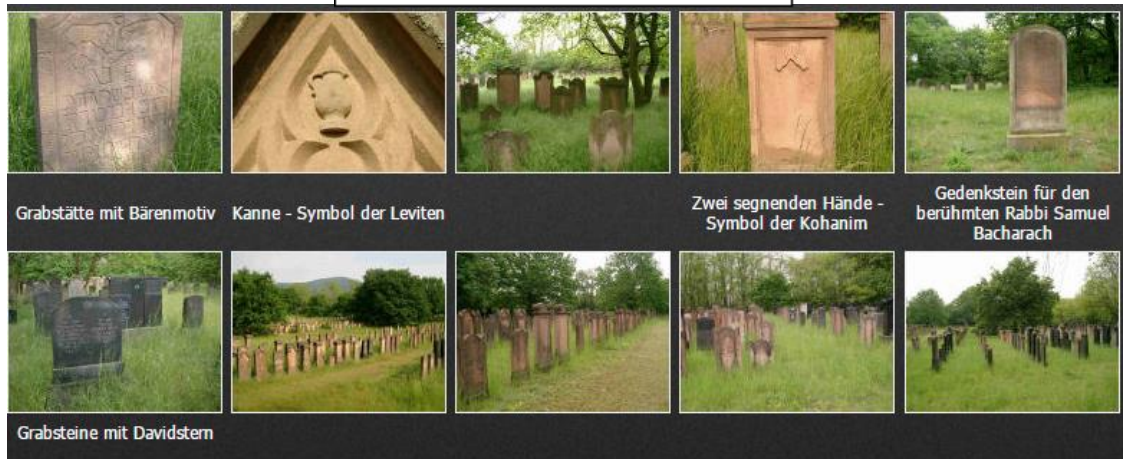 Grabstätte mit Bärenmotiv
Kanne - Symbol der Leviten
Zwei segnenden Hände -
Symbol der Kohanim
Gedenkstein für den
berühmten Rabbi Samuel
Bacharach
Grabsteine mit Davidstern